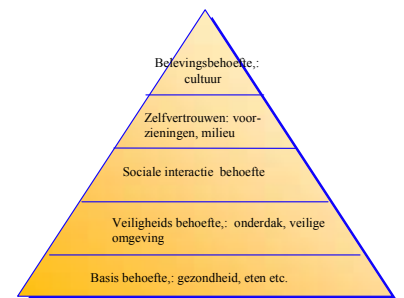 Belevingsbehoefte,:
cultuur
Zelfvertrouwen: voor-
zieningen, milieu
Sociale interactie behoefte
Veiligheids behoefte,: onderdak, veilige
omgeving
Basis behoefte,: gezondheid, eten etc.